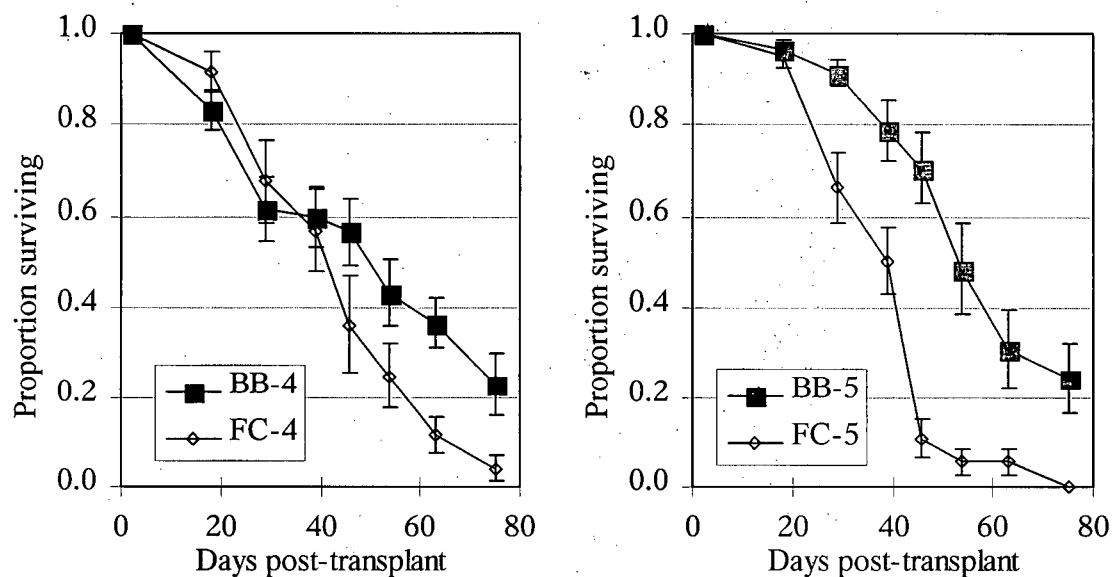 Proportion surviving
1.0
0.8
0.6
0.4
0.2
0.0
BB-4
FC-4
0 20 40 60 80
Days post-transplant
Proportion surviving
1.0
0.8
0.6
0.4
0.2
0.0
BB-5
FC-5
0 20 40 60 80
Days post-transplant